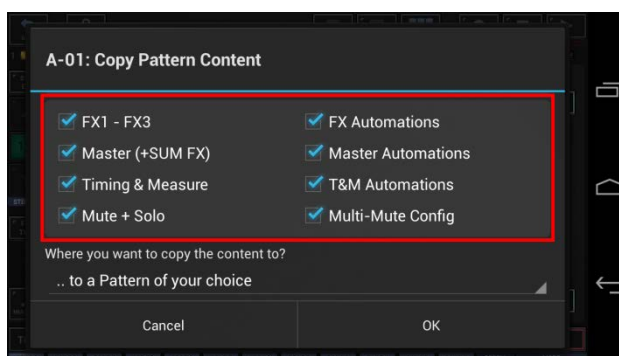 A-01: Copy Pattern Content
FX1 - FX3
FX Automations
Master (+SUM FX)
Master Automations
Timing & Measure
T&M Automations
Mute + Solo
Multi-Mute Config
Where you want to copy the content to?
.. to a Pattern of your choice
Cancel
OK